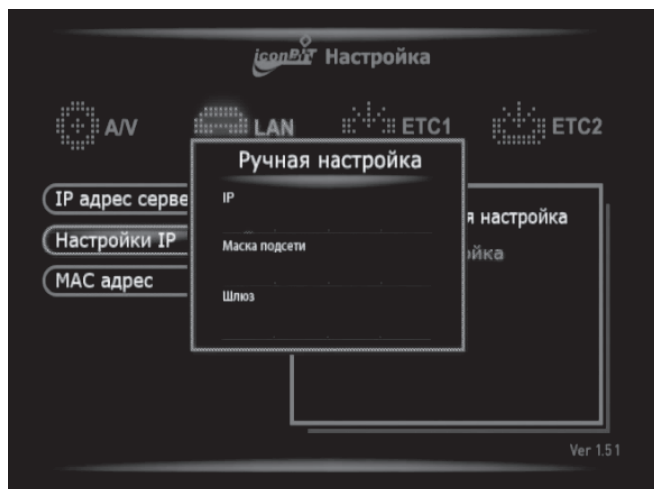 iconBIT Настройка
A/V LAN ETC1 ETC2
Ручная настройка
IP адрес серве
IP
я настройка
Настройки IP
Маска подсети
ойка
MAC адрес
Шлюз
Ver 1.51